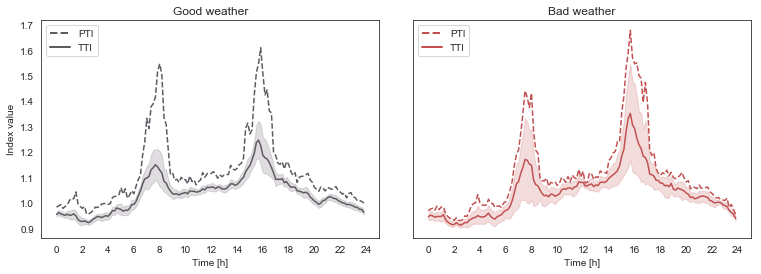 Good weather
Bad weather
PTI
TTI
PTI
TTI
1.7
1.6
1.5
1.4
1.3
1.2
1.1
1.0
0.9
Index value
0 2 4 6 8 10 12 14 16 18 20 22 24
0 2 4 6 8 10 12 14 16 18 20 22 24
Time [h]
Time [h]